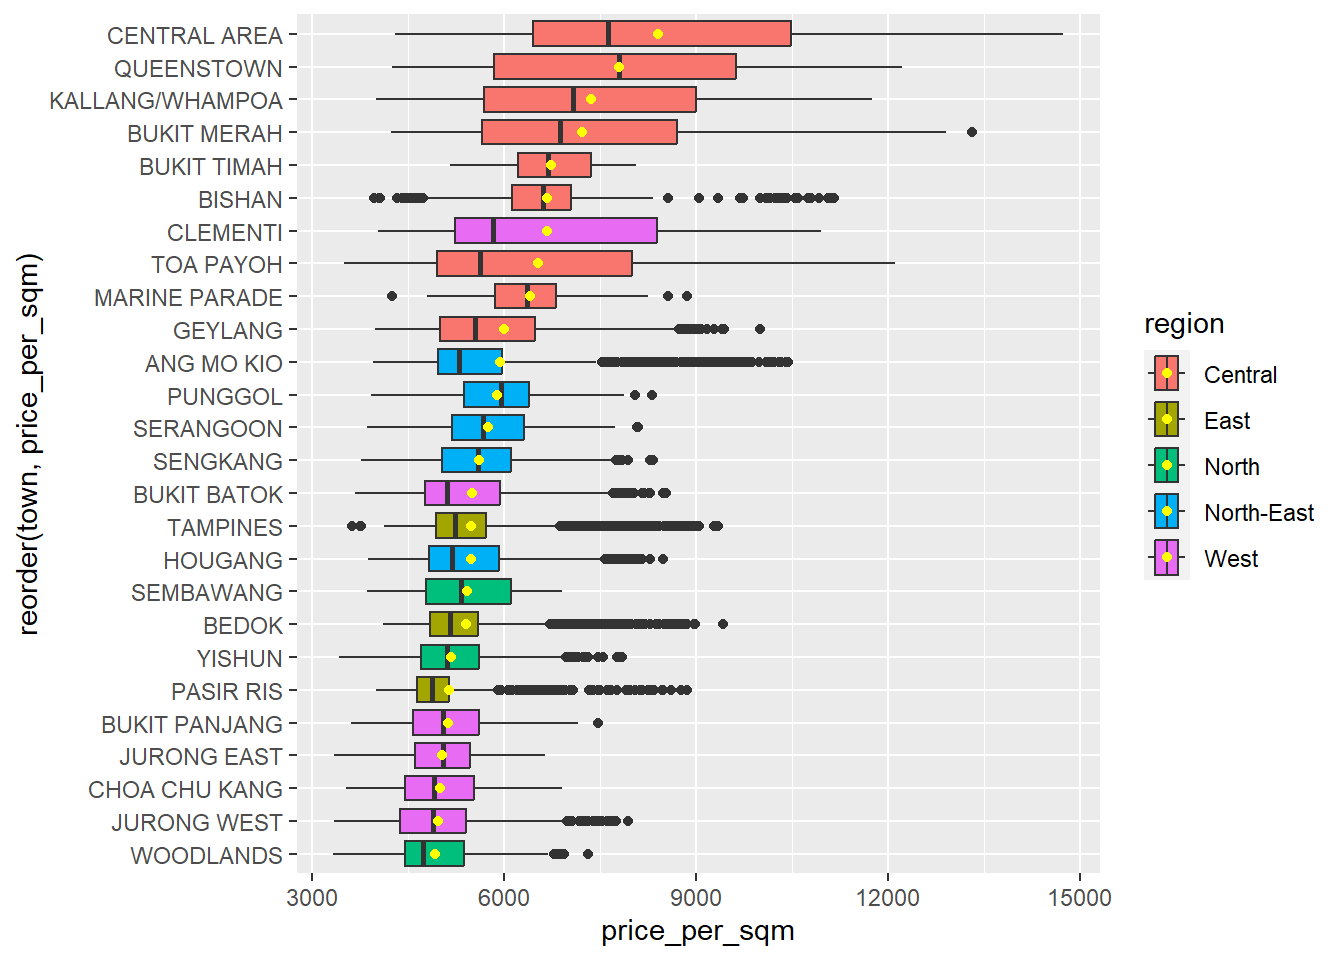 CENTRAL AREA
QUEENSTOWN
KALLANG/WHAMPOA
BUKIT MERAH
BUKIT TIMAH
BISHAN
CLEMENTI
TOA PAYOH
MARINE PARADE
GEYLANG
ANG MO KIO
PUNGGOL
SERANGOON
SENGKANG
BUKIT BATOK
TAMPINES
HOUGANG
SEMBAWANG
BEDOK
YISHUN
PASIR RIS
BUKIT PANJANG
JURONG EAST
CHOA CHU KANG
JURONG WEST
WOODLANDS
reorder(town, price_per_sqm)
3000 6000 9000 12000 15000
price_per_sqm
region
Central
East
North
North-East
West